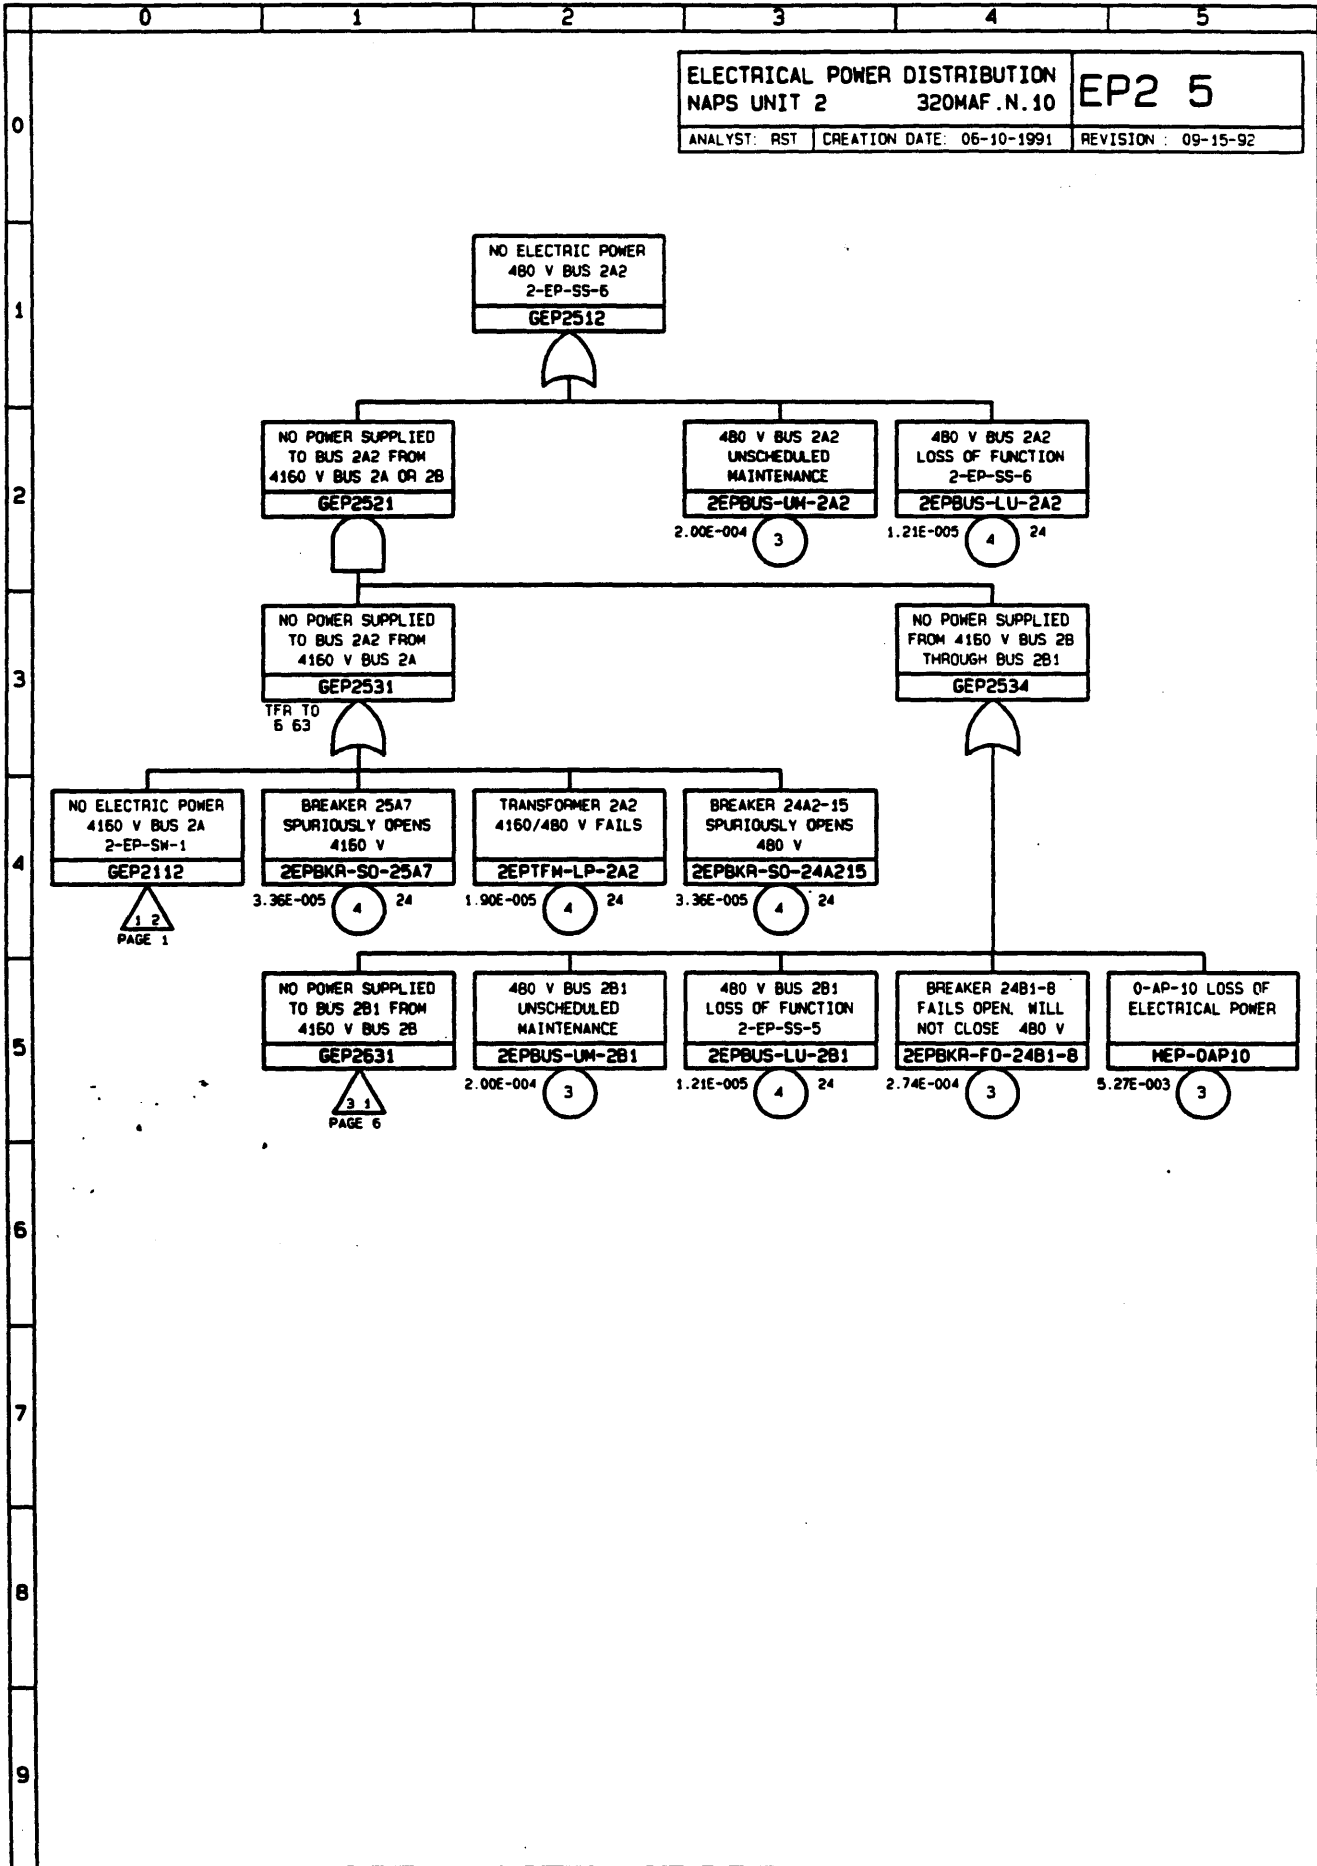 0 1 2 3 4 5
ELECTRICAL POWER DISTRIBUTION
NAPS UNIT 2 320MAF.N.10
EP2 5
ANALYST: RST CREATION DATE: 06-10-1991 REVISION : 09-15-92
0
NO ELECTRIC POWER
480 V BUS 2A2
2-EP-SS-6
GEP2512
1
NO POWER SUPPLIED
TO BUS 2A2 FROM
4160 V BUS 2A OR 2B
GEP2521
480 V BUS 2A2
UNSCHEDULED
MAINTENANCE
2EPBUS-UM-2A2
2.00E-004 3
480 V BUS 2A2
LOSS OF FUNCTION
2-EP-SS-6
2EPBUS-LU-2A2
1.21E-005 4 24
2
NO POWER SUPPLIED
TO BUS 2A2 FROM
4160 V BUS 2A
GEP2531
TFR TO
6 63
NO POWER SUPPLIED
FROM 4160 V BUS 2B
THROUGH BUS 2B1
GEP2534
3
NO ELECTRIC POWER
4160 V BUS 2A
2-EP-SW-1
GEP2112
1 2
PAGE 1
BREAKER 25A7
SPURIOUSLY OPENS
4160 V
2EPBKR-SO-25A7
3.36E-005 4 24
TRANSFORMER 2A2
4160/480 V FAILS
2EPTFM-LP-2A2
1.90E-005 4 24
BREAKER 24A2-15
SPURIOUSLY OPENS
480 V
2EPBKR-SO-24A215
3.36E-005 4 24
4
NO POWER SUPPLIED
TO BUS 2B1 FROM
4160 V BUS 2B
GEP2631
3 1
PAGE 6
480 V BUS 2B1
UNSCHEDULED
MAINTENANCE
2EPBUS-UM-2B1
2.00E-004 3
480 V BUS 2B1
LOSS OF FUNCTION
2-EP-SS-5
2EPBUS-LU-2B1
1.21E-005 4 24
BREAKER 24B1-8
FAILS OPEN. WILL
NOT CLOSE 480 V
2EPBKR-FO-24B1-8
2.74E-004 3
0-AP-10 LOSS OF
ELECTRICAL POWER
HEP-0AP10
5.27E-003 3
5
6
7
8
9